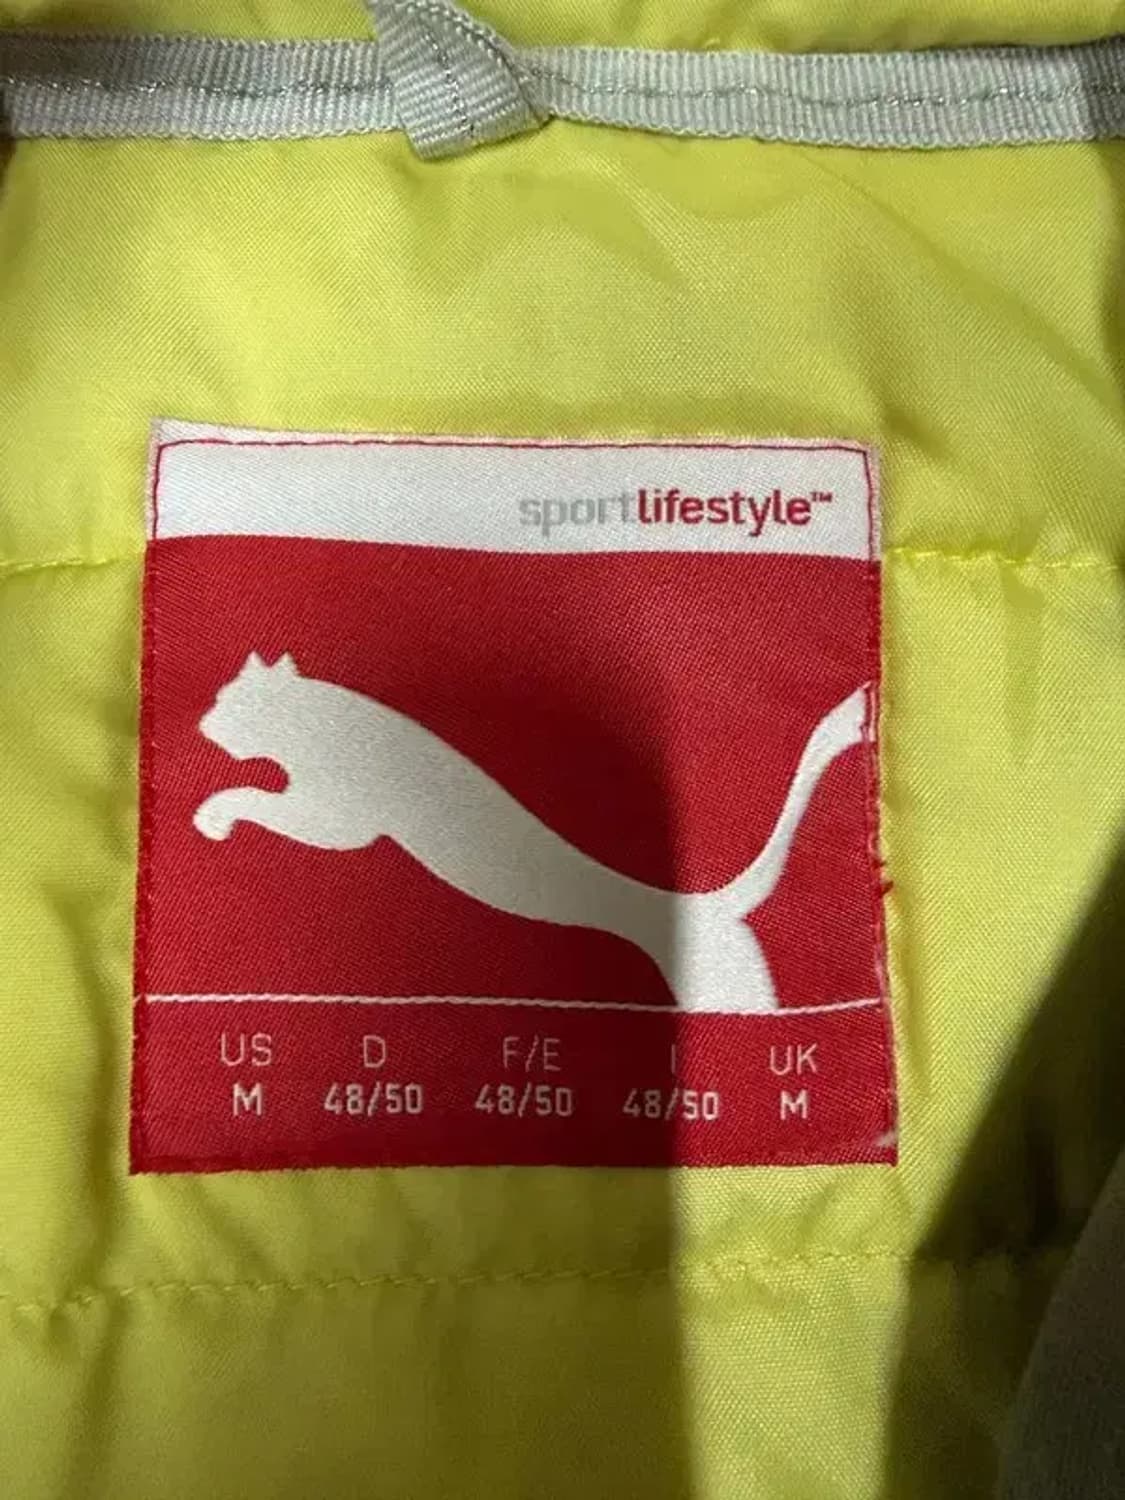 sportlifestyle™
US D F/E I UK
M 48/50 48/50 48/50 M